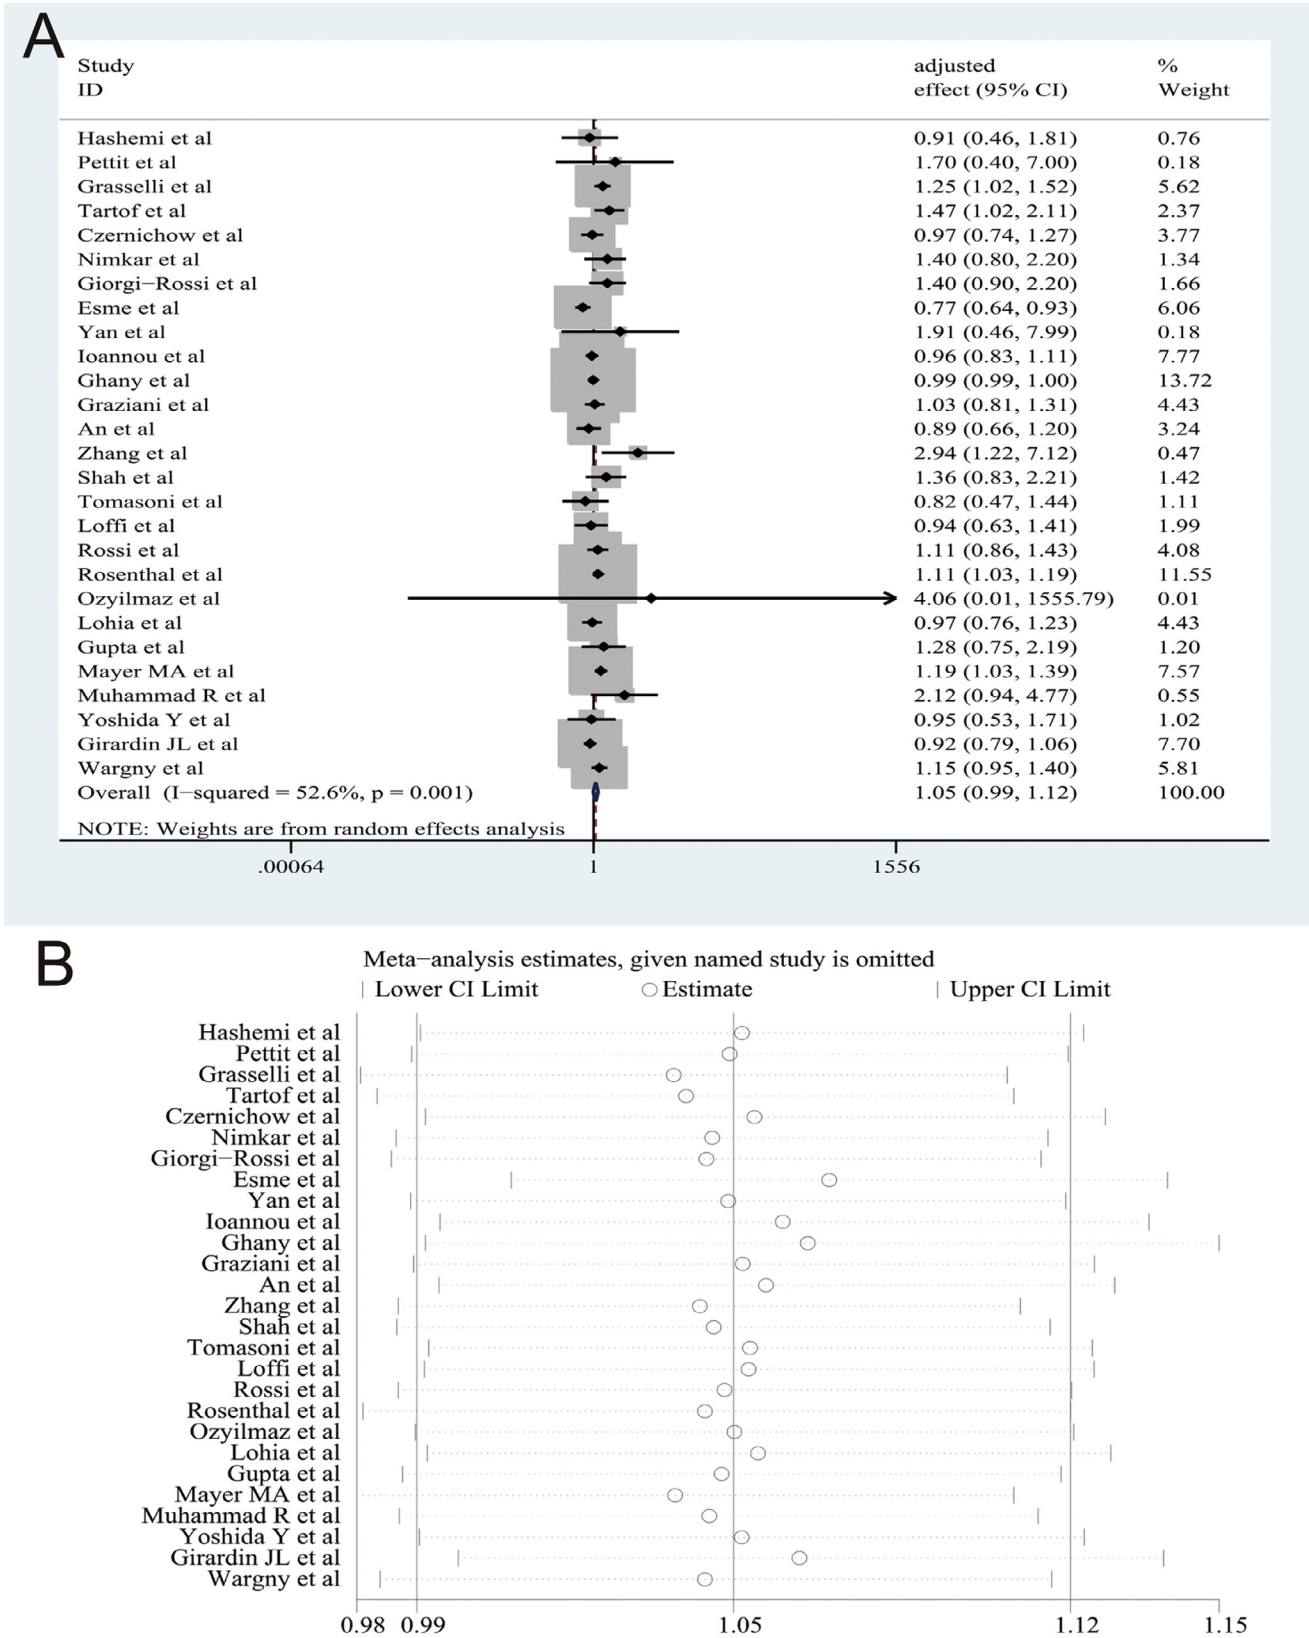 A
Study adjusted %
ID effect (95% CI) Weight
Hashemi et al 0.91 (0.46, 1.81) 0.76
Pettit et al 1.70 (0.40, 7.00) 0.18
Grasselli et al 1.25 (1.02, 1.52) 5.62
Tartof et al 1.47 (1.02, 2.11) 2.37
Czernichow et al 0.97 (0.74, 1.27) 3.77
Nimkar et al 1.40 (0.80, 2.20) 1.34
Giorgi−Rossi et al 1.40 (0.90, 2.20) 1.66
Esme et al 0.77 (0.64, 0.93) 6.06
Yan et al 1.91 (0.46, 7.99) 0.18
Ioannou et al 0.96 (0.83, 1.11) 7.77
Ghany et al 0.99 (0.99, 1.00) 13.72
Graziani et al 1.03 (0.81, 1.31) 4.43
An et al 0.89 (0.66, 1.20) 3.24
Zhang et al 2.94 (1.22, 7.12) 0.47
Shah et al 1.36 (0.83, 2.21) 1.42
Tomasoni et al 0.82 (0.47, 1.44) 1.11
Loffi et al 0.94 (0.63, 1.41) 1.99
Rossi et al 1.11 (0.86, 1.43) 4.08
Rosenthal et al 1.11 (1.03, 1.19) 11.55
Ozyilmaz et al 4.06 (0.01, 1555.79) 0.01
Lohia et al 0.97 (0.76, 1.23) 4.43
Gupta et al 1.28 (0.75, 2.19) 1.20
Mayer MA et al 1.19 (1.03, 1.39) 7.57
Muhammad R et al 2.12 (0.94, 4.77) 0.55
Yoshida Y et al 0.95 (0.53, 1.71) 1.02
Girardin JL et al 0.92 (0.79, 1.06) 7.70
Wargny et al 1.15 (0.95, 1.40) 5.81
Overall (I−squared = 52.6%, p = 0.001) 1.05 (0.99, 1.12) 100.00
NOTE: Weights are from random effects analysis
.00064 1 1556
B
Meta−analysis estimates, given named study is omitted
Lower CI Limit Estimate Upper CI Limit
Hashemi et al
Pettit et al
Grasselli et al
Tartof et al
Czernichow et al
Nimkar et al
Giorgi−Rossi et al
Esme et al
Yan et al
Ioannou et al
Ghany et al
Graziani et al
An et al
Zhang et al
Shah et al
Tomasoni et al
Loffi et al
Rossi et al
Rosenthal et al
Ozyilmaz et al
Lohia et al
Gupta et al
Mayer MA et al
Muhammad R et al
Yoshida Y et al
Girardin JL et al
Wargny et al
0.98 0.99 1.05 1.12 1.15